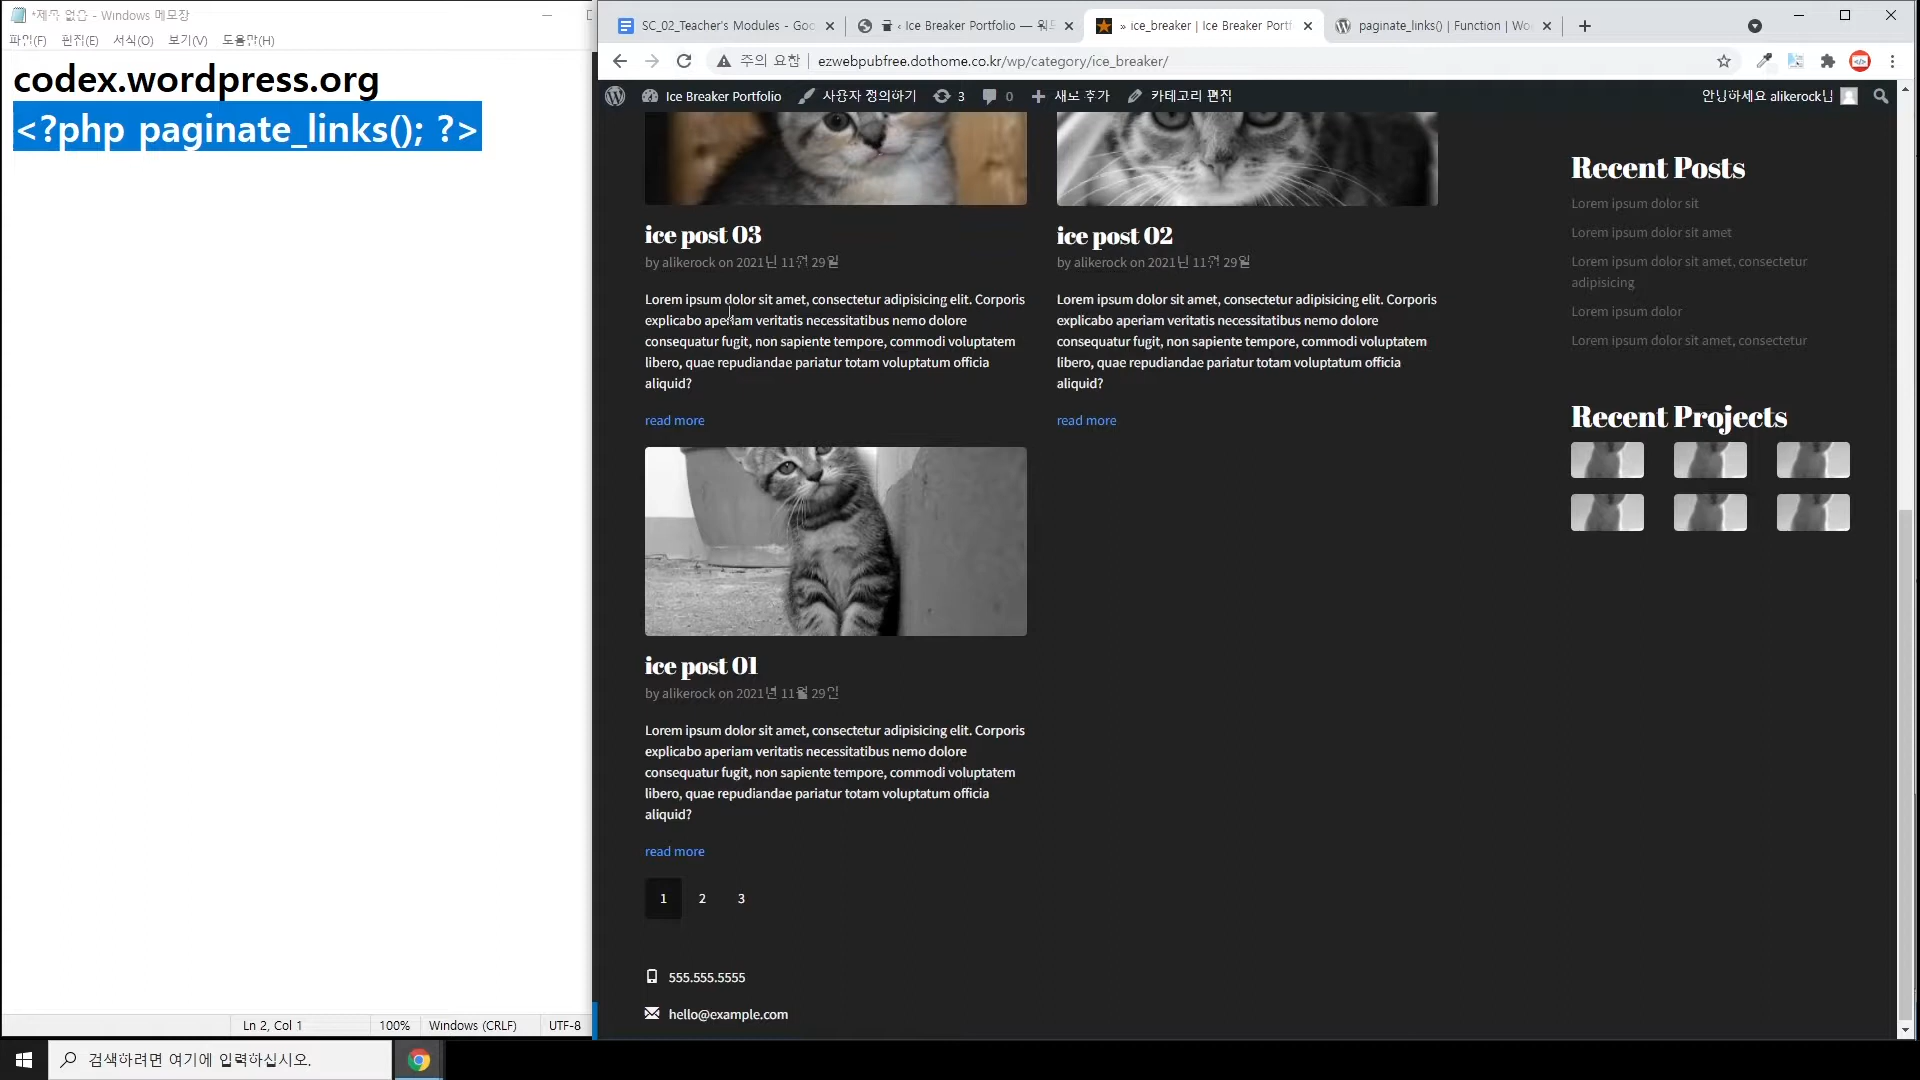 *제목 없음 - Windows 메모장
파일(F) 편집(E) 서식(O) 보기(V) 도움말(H)
codex.wordpress.org
<?php paginate_links(); ?>
Ln 2, Col 1 100% Windows (CRLF) UTF-8
검색하려면 여기에 입력하십시오.
SC_02_Teacher's Modules - Goo
‹ Ice Breaker Portfolio — 워드
» ice_breaker | Ice Breaker Portf
paginate_links() | Function | Wo
주의 요함 ezwebpubfree.dothome.co.kr/wp/category/ice_breaker/
Ice Breaker Portfolio 사용자 정의하기 3 0 새로 추가 카테고리 편집 안녕하세요 alikerock님
ice post 03
by alikerock on 2021년 11월 29일
Lorem ipsum dolor sit amet, consectetur adipisicing elit. Corporis
explicabo aperiam veritatis necessitatibus nemo dolore
consequatur fugit, non sapiente tempore, commodi voluptatem
libero, quae repudiandae pariatur totam voluptatum officia
aliquid?
read more
ice post 02
by alikerock on 2021년 11월 29일
Lorem ipsum dolor sit amet, consectetur adipisicing elit. Corporis
explicabo aperiam veritatis necessitatibus nemo dolore
consequatur fugit, non sapiente tempore, commodi voluptatem
libero, quae repudiandae pariatur totam voluptatum officia
aliquid?
read more
ice post 01
by alikerock on 2021년 11월 29일
Lorem ipsum dolor sit amet, consectetur adipisicing elit. Corporis
explicabo aperiam veritatis necessitatibus nemo dolore
consequatur fugit, non sapiente tempore, commodi voluptatem
libero, quae repudiandae pariatur totam voluptatum officia
aliquid?
read more
1 2 3
555.555.5555
hello@example.com
Recent Posts
Lorem ipsum dolor sit
Lorem ipsum dolor sit amet
Lorem ipsum dolor sit amet, consectetur
adipisicing
Lorem ipsum dolor
Lorem ipsum dolor sit amet, consectetur
Recent Projects